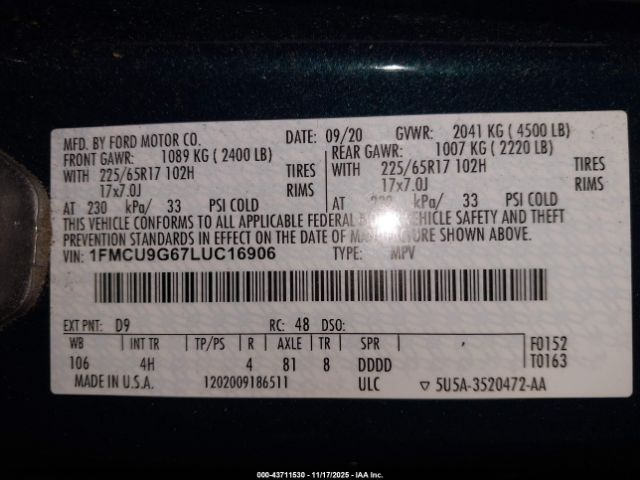 MFD. BY FORD MOTOR CO. DATE: 09/20 GVWR: 2041 KG ( 4500 LB)
FRONT GAWR: 1089 KG ( 2400 LB) REAR GAWR: 1007 KG ( 2220 LB)
WITH 225/65R17 102H TIRES WITH 225/65R17 102H TIRES
17x7.0J RIMS 17x7.0J RIMS
AT 230 kPa/ 33 PSI COLD AT kPa/ 33 PSI COLD
THIS VEHICLE CONFORMS TO ALL APPLICABLE FEDERAL VEHICLE SAFETY AND THEFT
PREVENTION STANDARDS IN EFFECT ON THE DATE OF MANUFACTURE SHOWN ABOVE.
VIN: 1FMCU9G67LUC16906 TYPE: MPV
EXT PNT: D9 RC: 48 DSO:
WB INT TR TP/PS R AXLE TR SPR F0152
106 4H 4 81 8 DDDD T0163
MADE IN U.S.A. 1202009186511 ULC ▽ 5U5A-3520472-AA
000-43711530 - 11/17/2025 - IAA Inc.